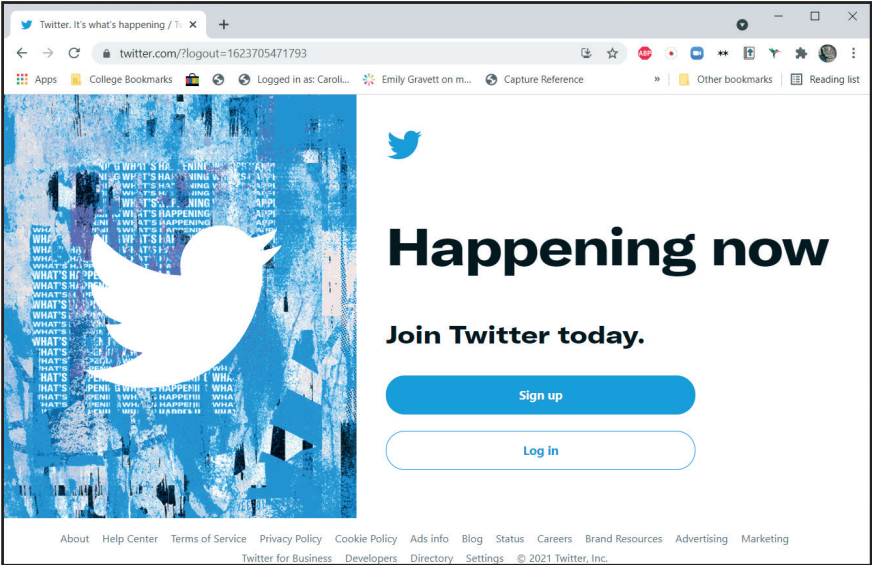 Twitter. It's what's happening / Tw
twitter.com/?logout=1623705471793
ABP
Apps College Bookmarks Logged in as: Caroli... Emily Gravett on m... Capture Reference » Other bookmarks Reading list
WHAT'S HAPPENING
Happening now
Join Twitter today.
Sign up
Log in
About Help Center Terms of Service Privacy Policy Cookie Policy Ads info Blog Status Careers Brand Resources Advertising Marketing
Twitter for Business Developers Directory Settings © 2021 Twitter, Inc.